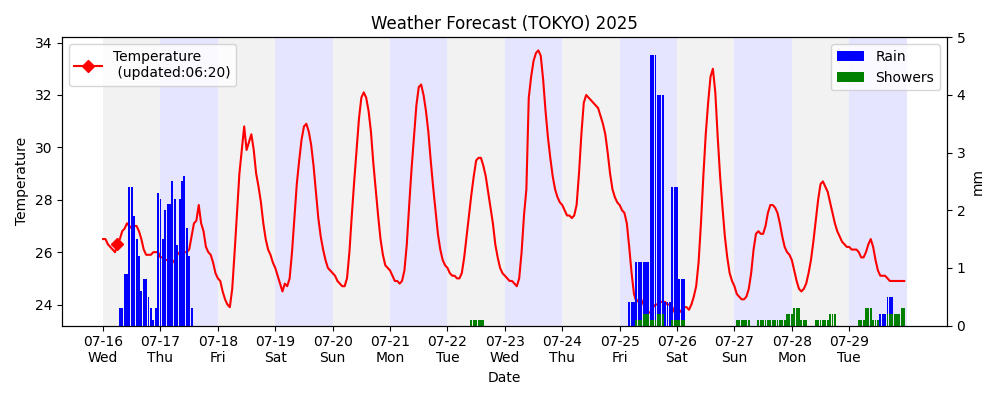 Weather Forecast (TOKYO) 2025
Temperature
(updated:06:20)
Rain
Showers
34
32
30
28
26
24
Temperature
5
4
3
2
1
0
mm
07-16 07-17 07-18 07-19 07-20 07-21 07-22 07-23 07-24 07-25 07-26 07-27 07-28 07-29
Wed Thu Fri Sat Sun Mon Tue Wed Thu Fri Sat Sun Mon Tue
Date